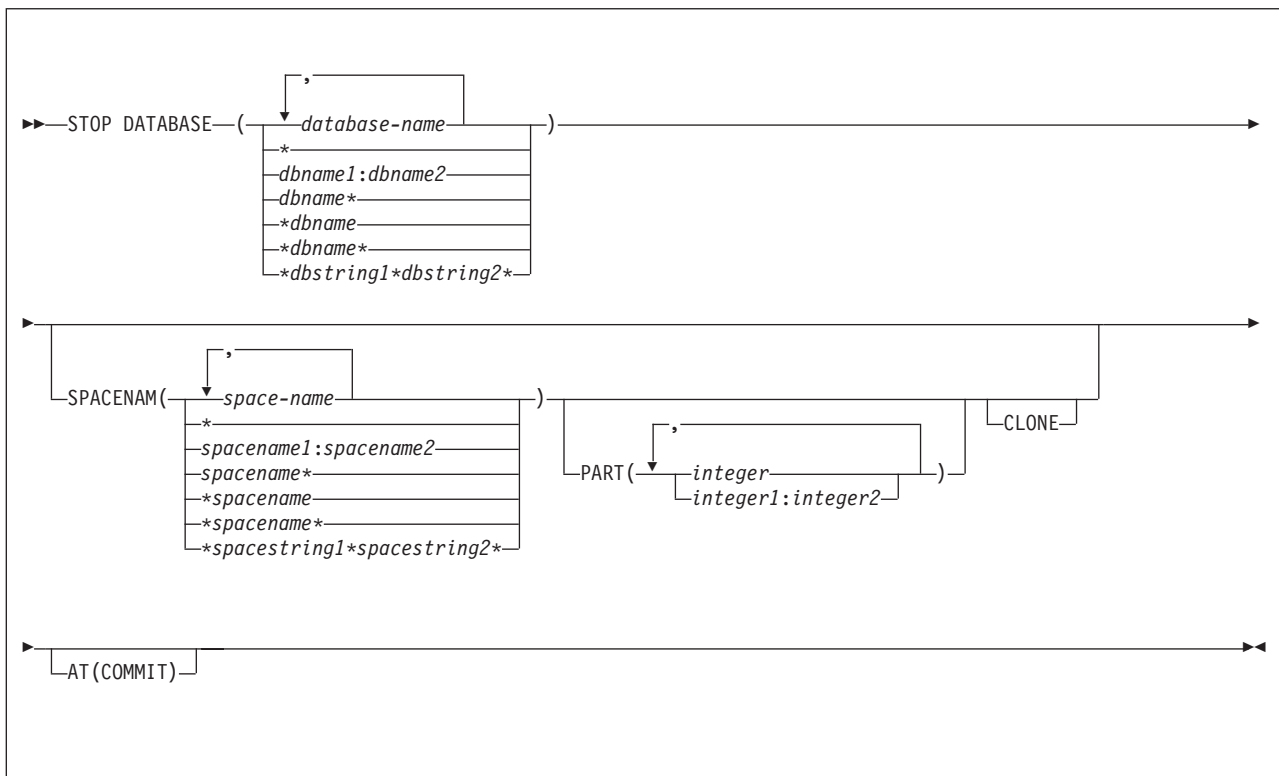 ,
STOP DATABASE ( database-name )
*
dbname1:dbname2
dbname*
*dbname
*dbname*
*dbstring1*dbstring2*
,
SPACENAM( space-name )
*
spacename1:spacename2
spacename*
*spacename
*spacename*
*spacestring1*spacestring2*
,
PART( integer )
integer1:integer2
CLONE
AT(COMMIT)